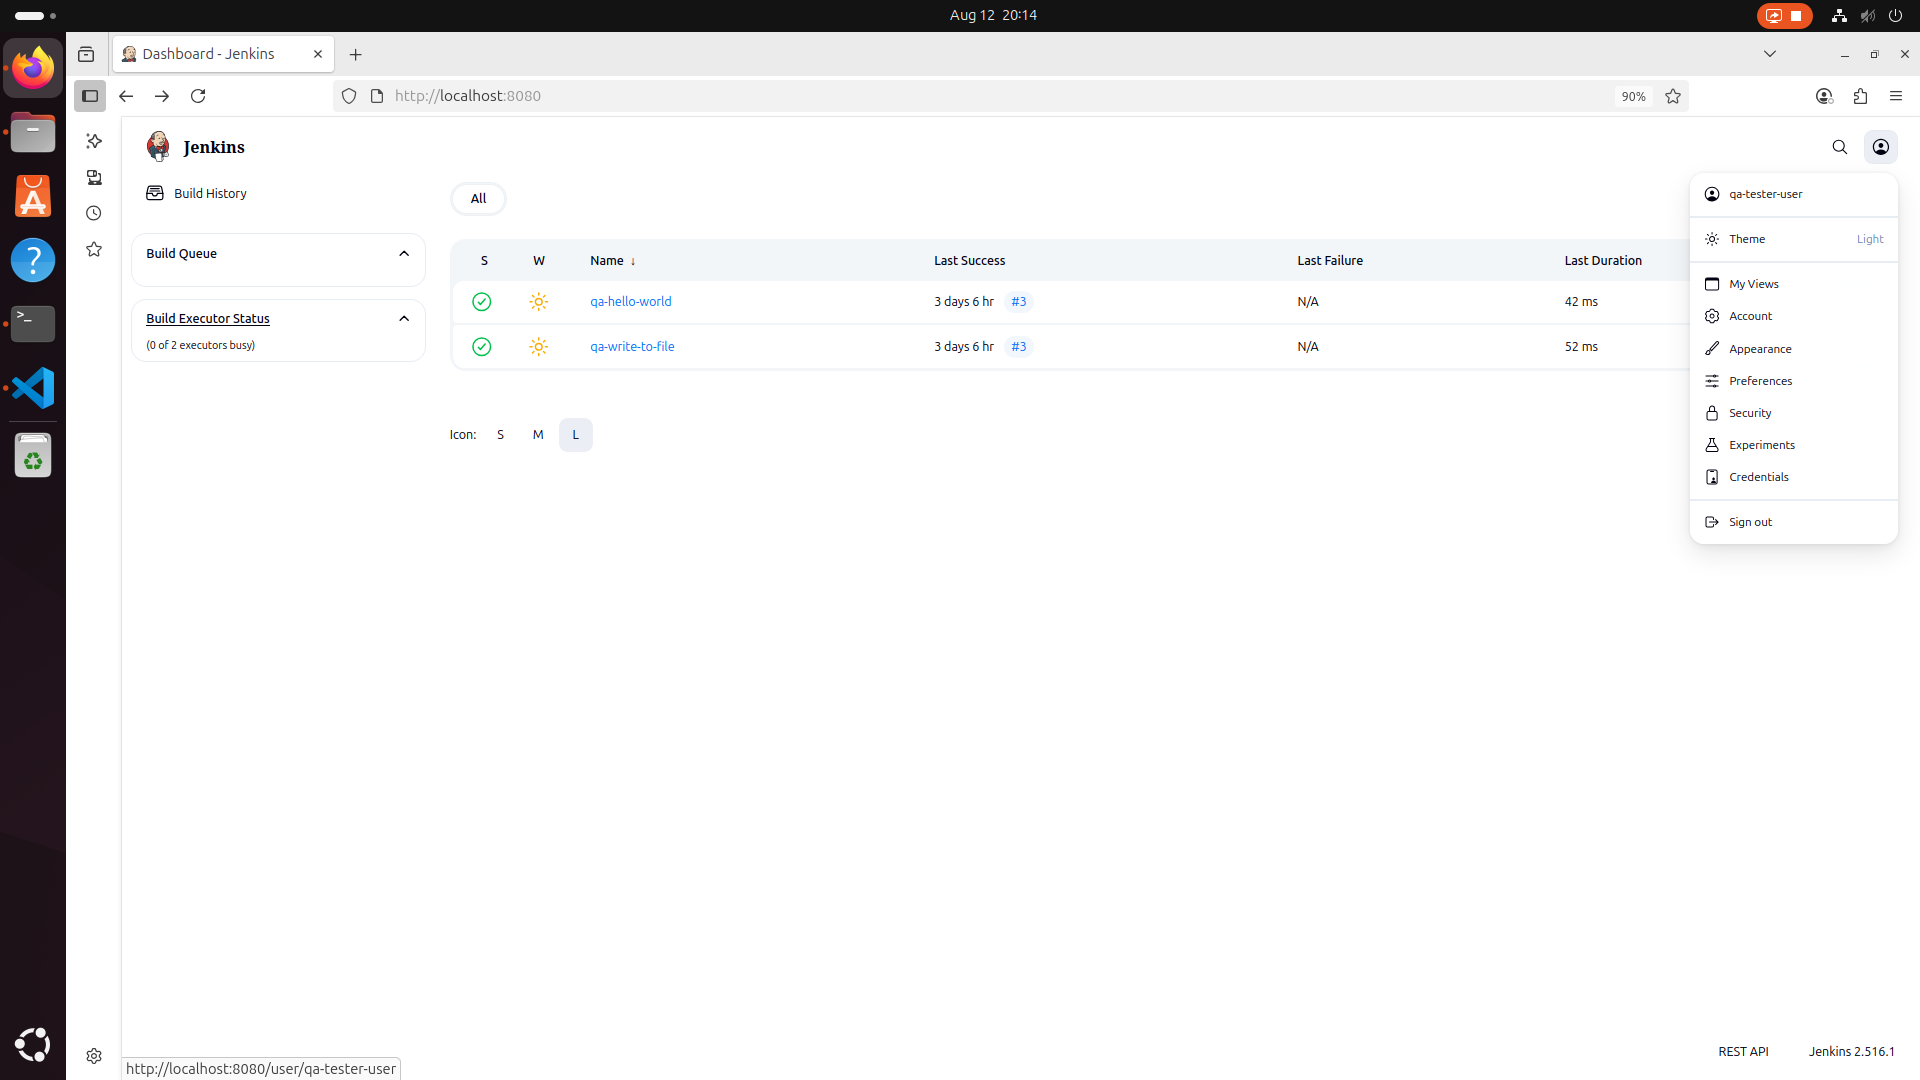 Aug 12 20:14
Dashboard - Jenkins
http://localhost:8080
90%
Jenkins
Build History
All
qa-tester-user
Theme Light
My Views
Account
Appearance
Preferences
Security
Experiments
Credentials
Sign out
Build Queue
Build Executor Status
(0 of 2 executors busy)
S W Name ↓ Last Success Last Failure Last Duration
qa-hello-world 3 days 6 hr #3 N/A 42 ms
qa-write-to-file 3 days 6 hr #3 N/A 52 ms
Icon: S M L
REST API Jenkins 2.516.1
http://localhost:8080/user/qa-tester-user